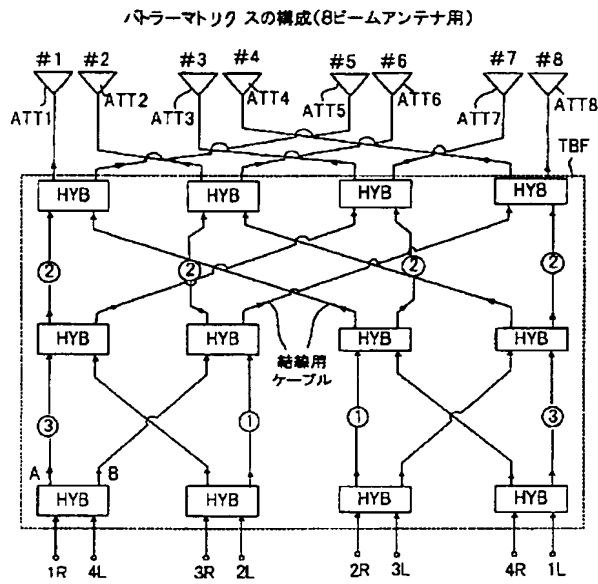 バトラーマトリクスの構成(8ビームアンテナ用)
#1 #2 #3 #4 #5 #6 #7 #8
ATT1 ATT2 ATT3 ATT4 ATT5 ATT6 ATT7 ATT8
TBF
HYB HYB HYB HYB
② ② ② ②
HYB HYB HYB HYB
結線用
ケーブル
③ ① ① ③
A B
HYB HYB HYB HYB
1R 4L 3R 2L 2R 3L 4R 1L